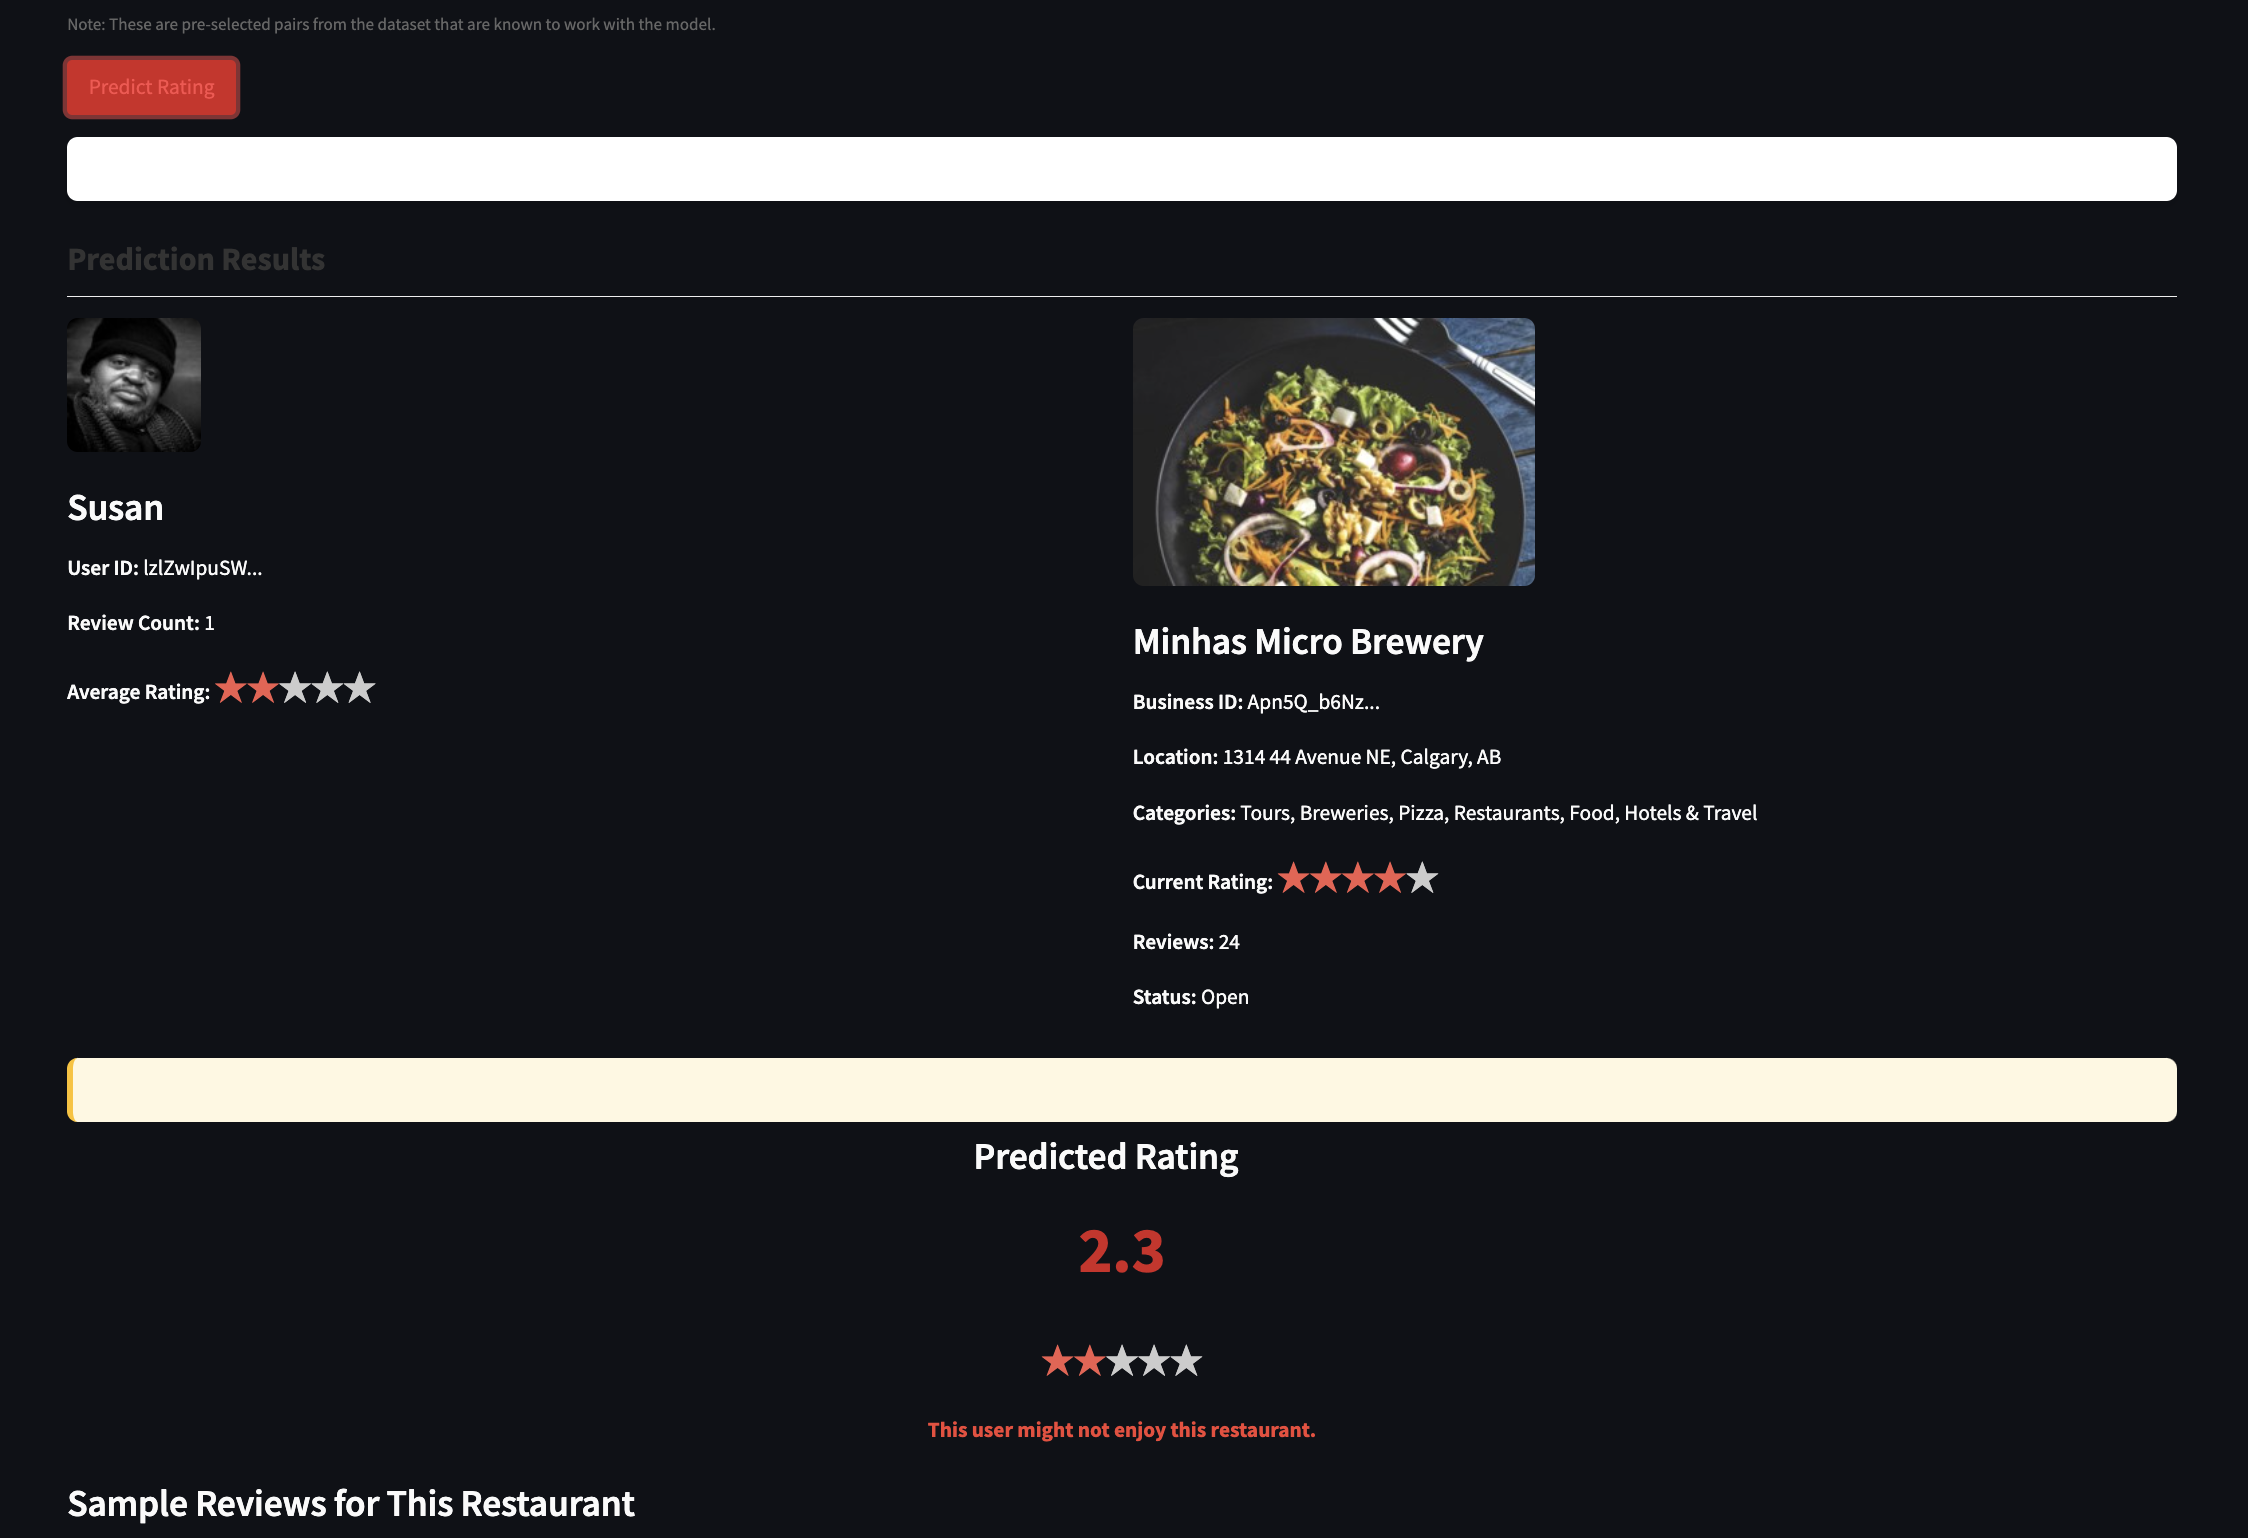 Note: These are pre-selected pairs from the dataset that are known to work with the model.
Predict Rating
Prediction Results
Susan
User ID: lzlZwIpuSW...
Review Count: 1
Average Rating:
Minhas Micro Brewery
Business ID: Apn5Q_b6Nz...
Location: 1314 44 Avenue NE, Calgary, AB
Categories: Tours, Breweries, Pizza, Restaurants, Food, Hotels & Travel
Current Rating:
Reviews: 24
Status: Open
Predicted Rating
2.3
This user might not enjoy this restaurant.
Sample Reviews for This Restaurant